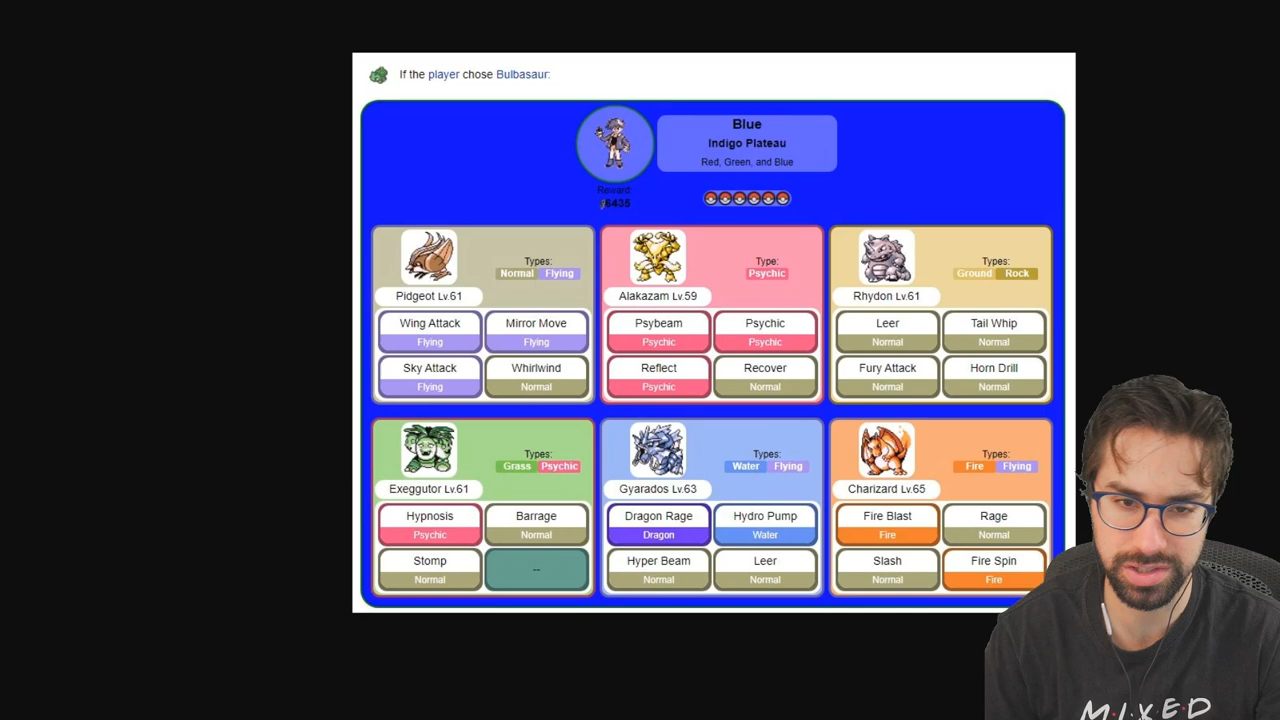 If the player chose Bulbasaur:
Blue
Indigo Plateau
Red, Green, and Blue
Reward:
6435
Types:
Normal Flying
Pidgeot Lv.61
Wing Attack
Flying
Mirror Move
Flying
Sky Attack
Flying
Whirlwind
Normal
Type:
Psychic
Alakazam Lv.59
Psybeam
Psychic
Psychic
Psychic
Reflect
Psychic
Recover
Normal
Types:
Ground Rock
Rhydon Lv.61
Leer
Normal
Tail Whip
Normal
Fury Attack
Normal
Horn Drill
Normal
Types:
Grass Psychic
Exeggutor Lv.61
Hypnosis
Psychic
Barrage
Normal
Stomp
Normal
--
Types:
Water Flying
Gyarados Lv.63
Dragon Rage
Dragon
Hydro Pump
Water
Hyper Beam
Normal
Leer
Normal
Types:
Fire Flying
Charizard Lv.65
Fire Blast
Fire
Rage
Normal
Slash
Normal
Fire Spin
Fire
MIXED